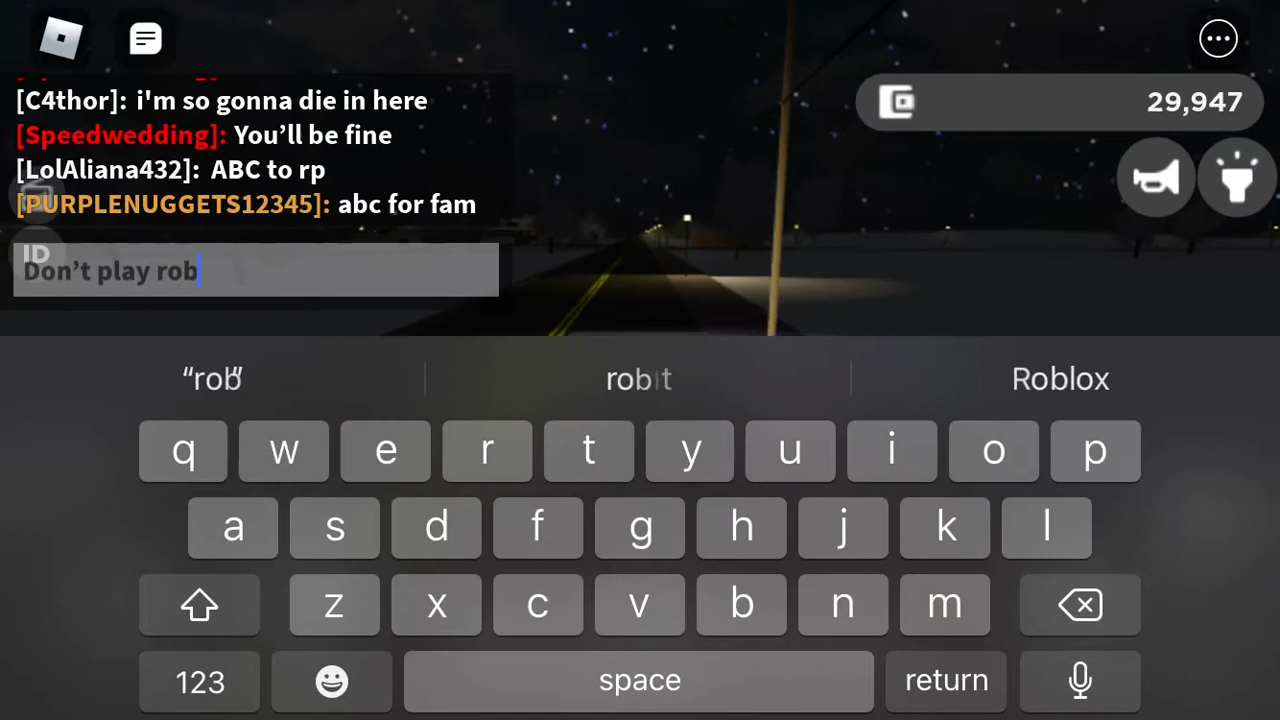 [C4thor]: i'm so gonna die in here
29,947
[Speedwedding]: You’ll be fine
[LolAliana432]: ABC to rp
[PURPLENUGGETS12345]: abc for fam
ID
Don’t play rob
“rob” robit Roblox
q w e r t y u i o p
a s d f g h j k l
z x c v b n m
123 space return